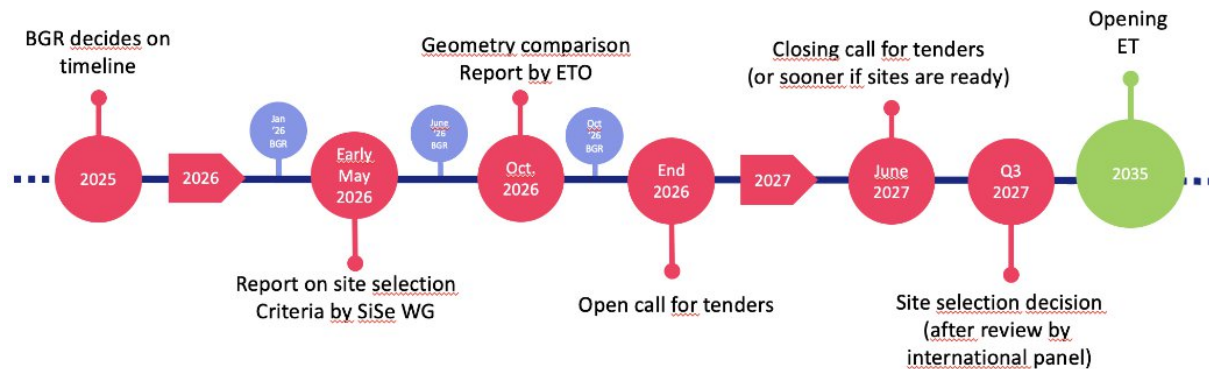 BGR decides on
timeline
2025
2026
Jan
'26
BGR
Early
May
2026
Report on site selection
Criteria by SiSe WG
June
'26
BGR
Geometry comparison
Report by ETO
Oct.
2026
Oct
'26
BGR
End
2026
Open call for tenders
2027
Closing call for tenders
(or sooner if sites are ready)
June
2027
Q3
2027
Site selection decision
(after review by
international panel)
Opening
ET
2035